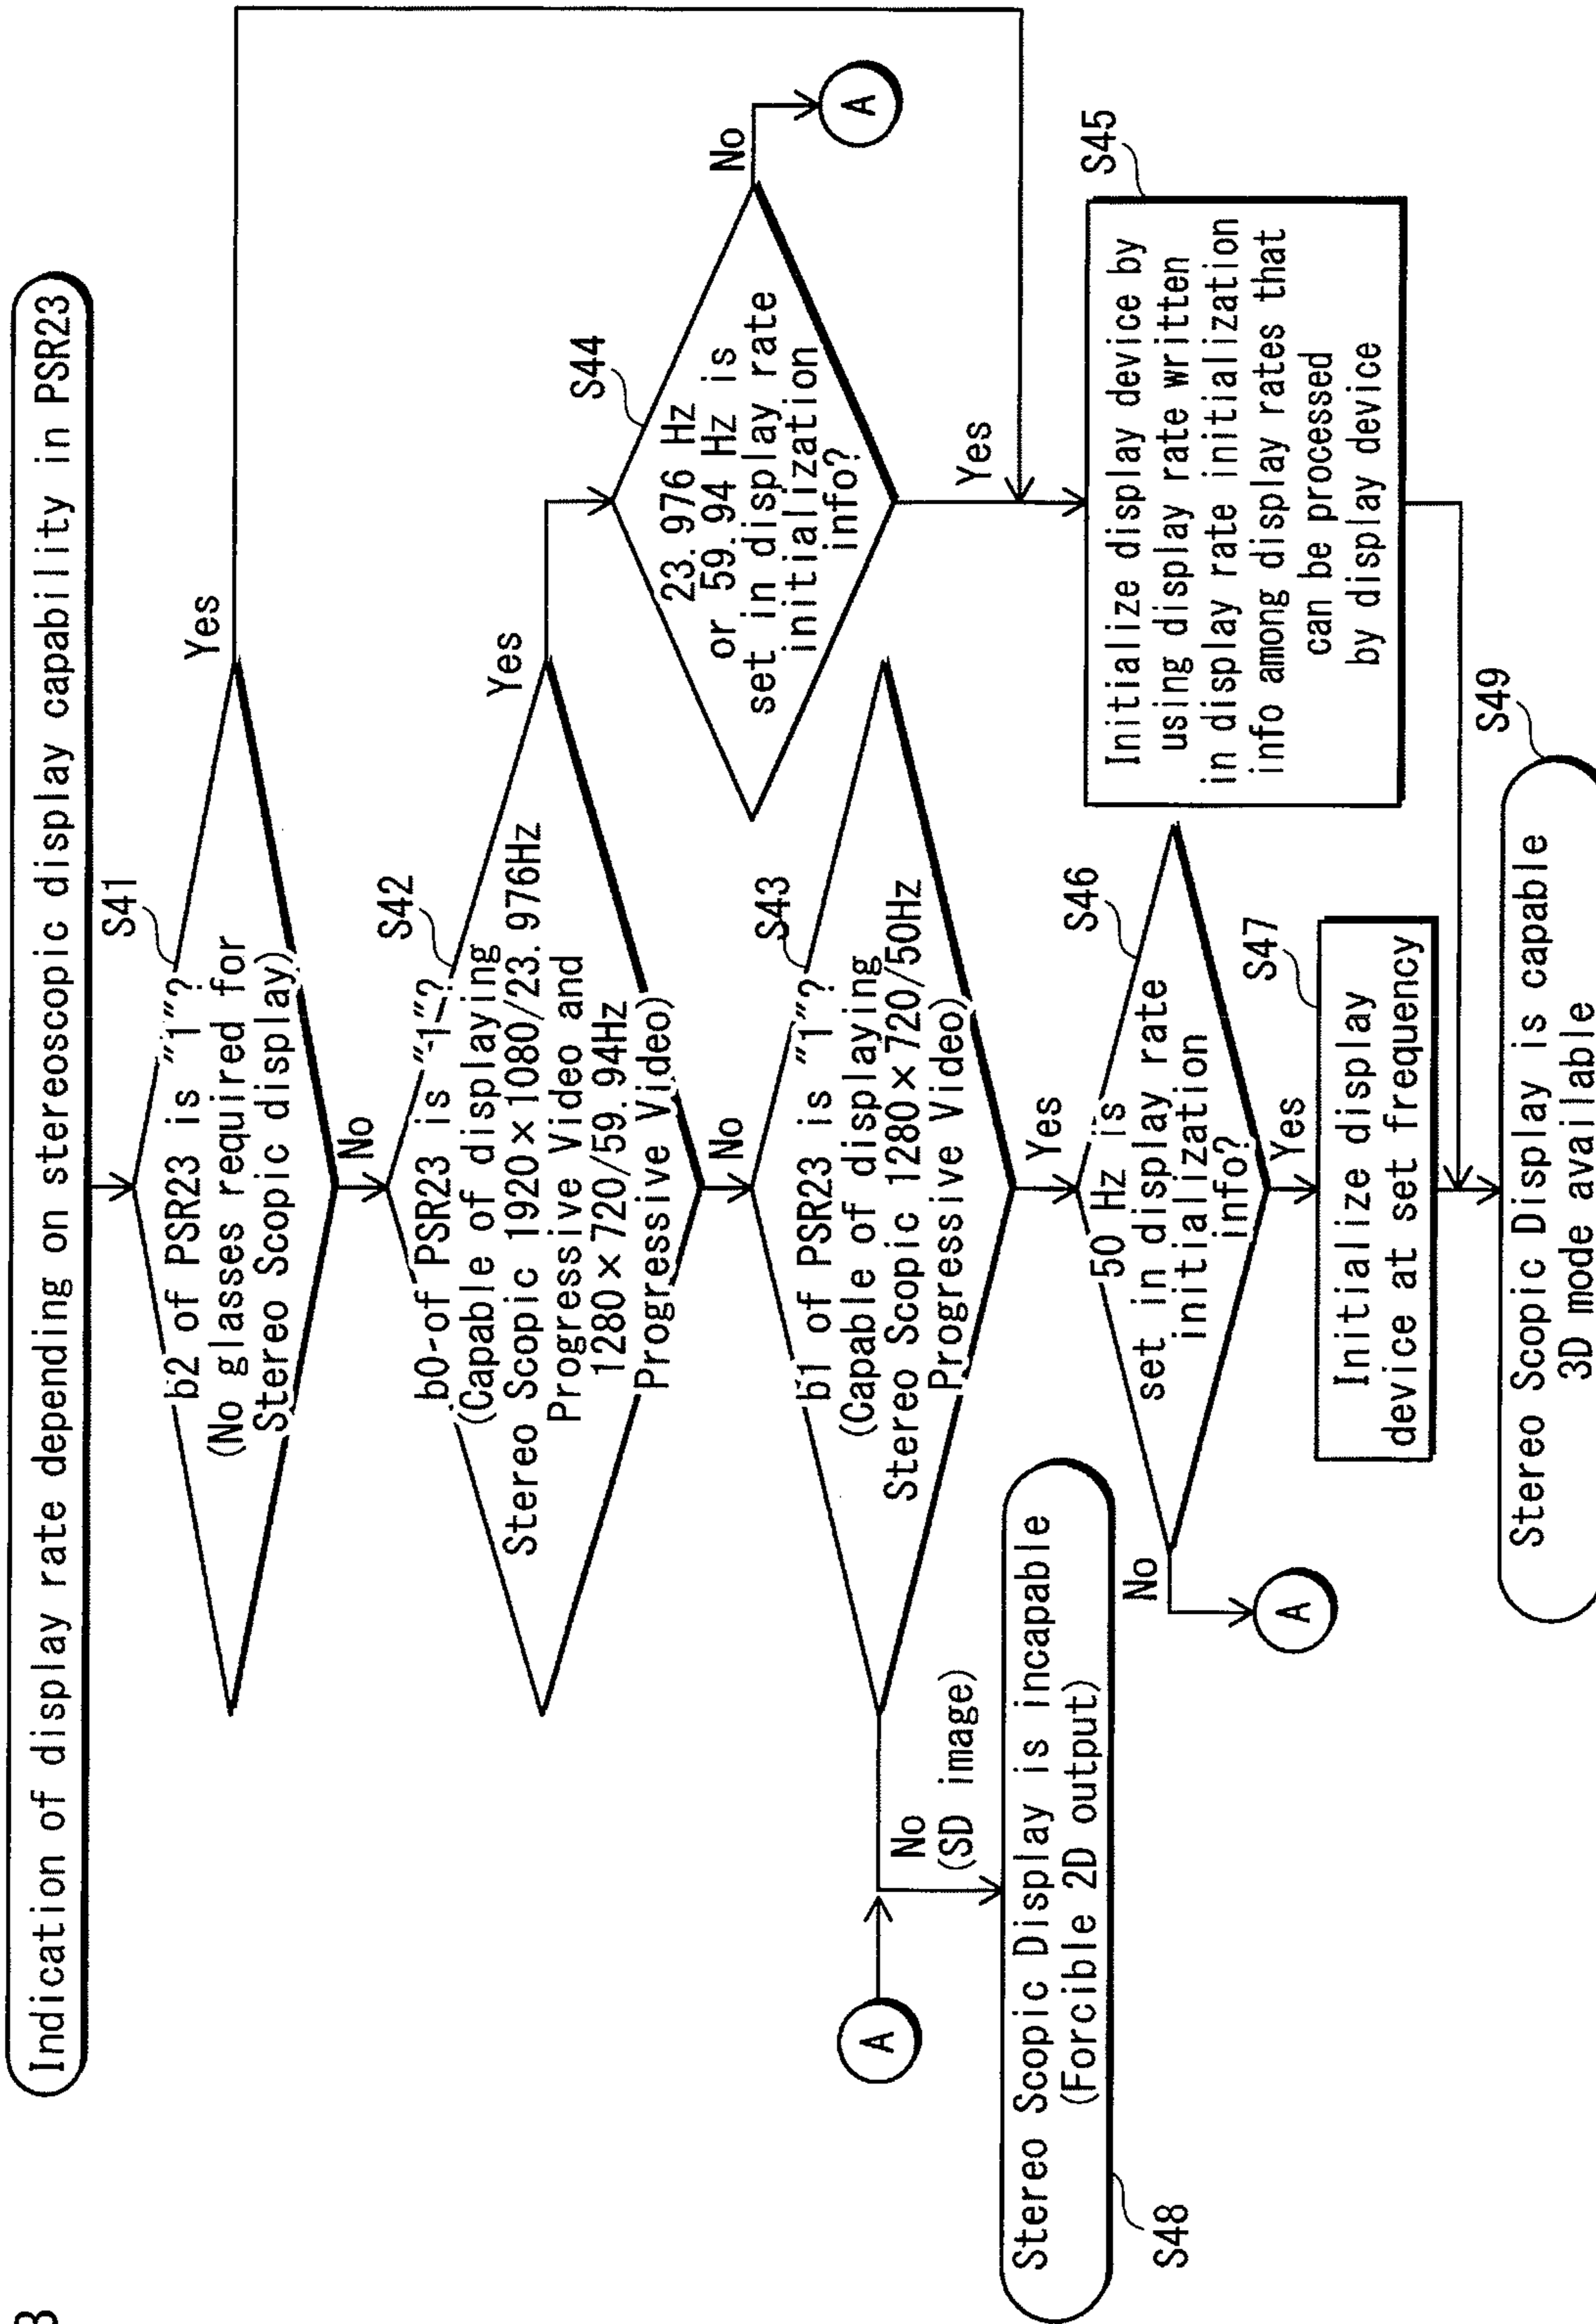 Indication of display rate depending on stereoscopic display capability in PSR23
S41
b2 of PSR23 is "1"?
(No glasses required for
Stereo Scopic display)
Yes
No
S42
b0 of PSR23 is "1"?
(Capable of displaying
Stereo Scopic 1920×1080/23.976Hz
Progressive Video and
1280×720/59.94Hz
Progressive Video)
Yes
No
S44
23.976 Hz
or 59.94 Hz is
set in display rate
initialization
info?
No
A
Yes
S43
b1 of PSR23 is "1"?
(Capable of displaying
Stereo Scopic 1280×720/50Hz
Progressive Video)
A
No
(SD image)
Yes
Stereo Scopic Display is incapable
(Forcible 2D output)
S48
S46
50 Hz is
set in display rate
initialization
info?
No
A
Yes
S45
Initialize display device by
using display rate written
in display rate initialization
info among display rates that
can be processed
by display device
S47
Initialize display
device at set frequency
S49
Stereo Scopic Display is capable
3D mode available